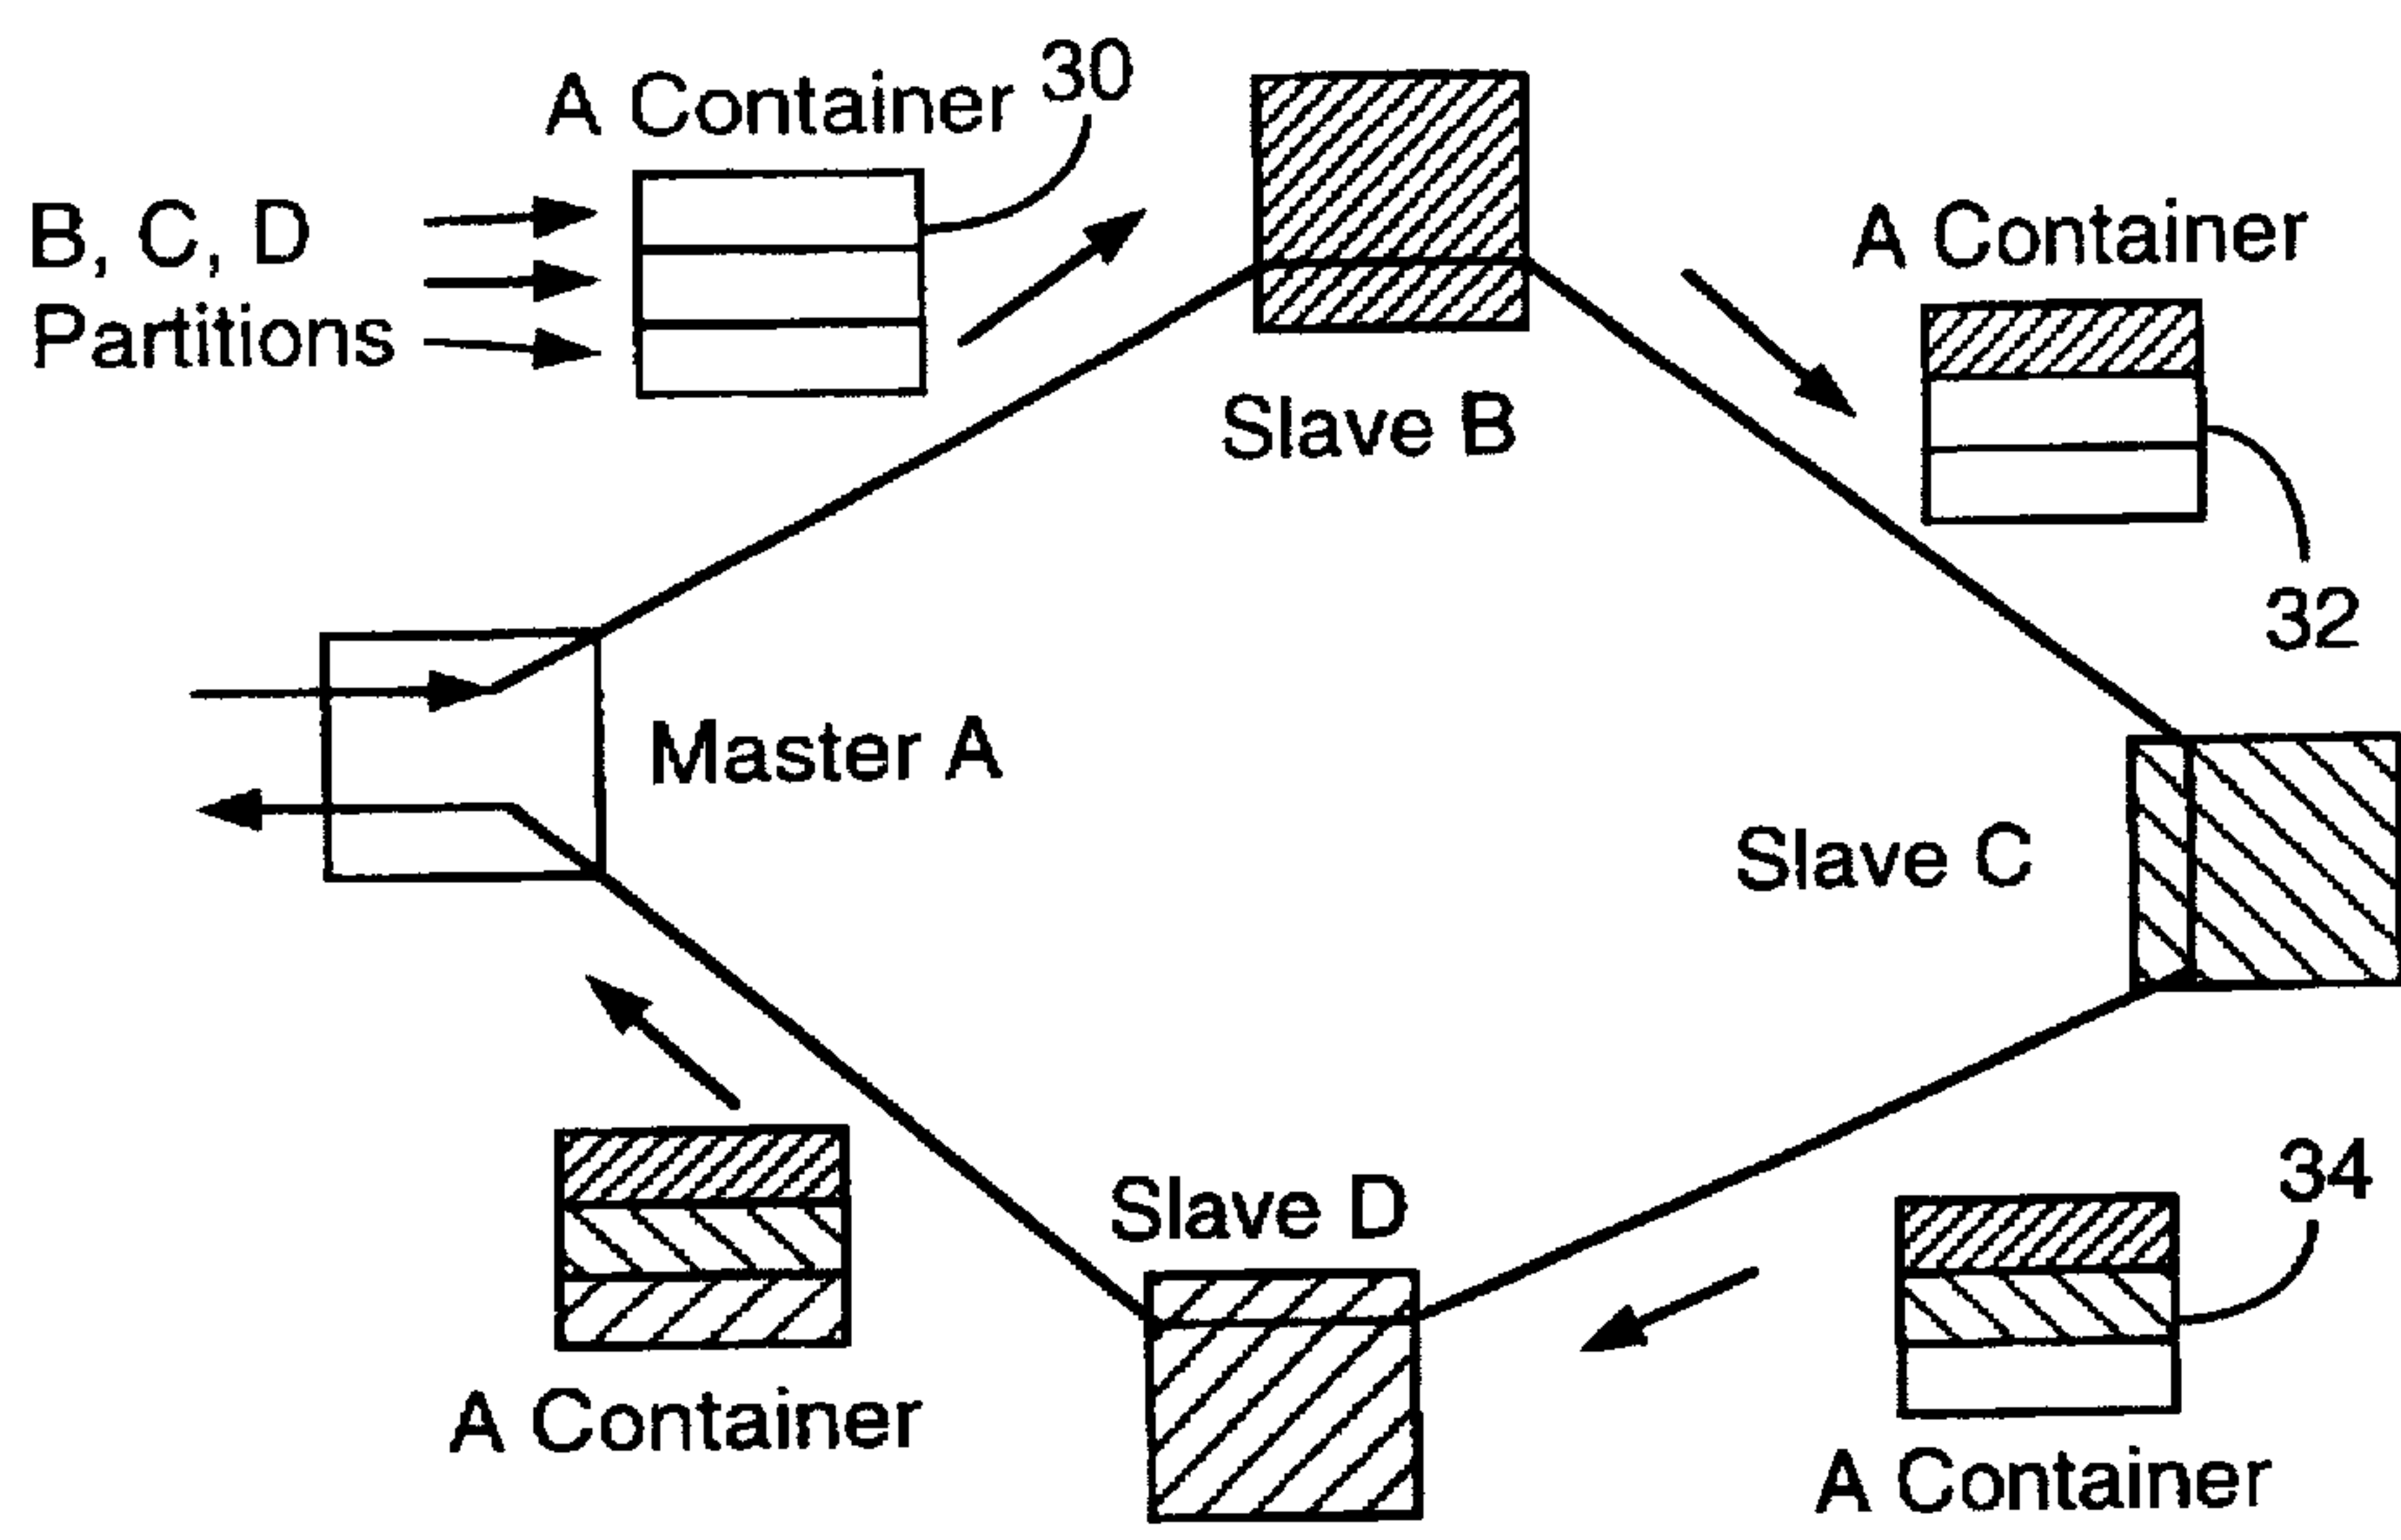 A Container 30
B, C, D
Partitions
A Container
Slave B
32
Master A
Slave C
Slave D
34
A Container
A Container